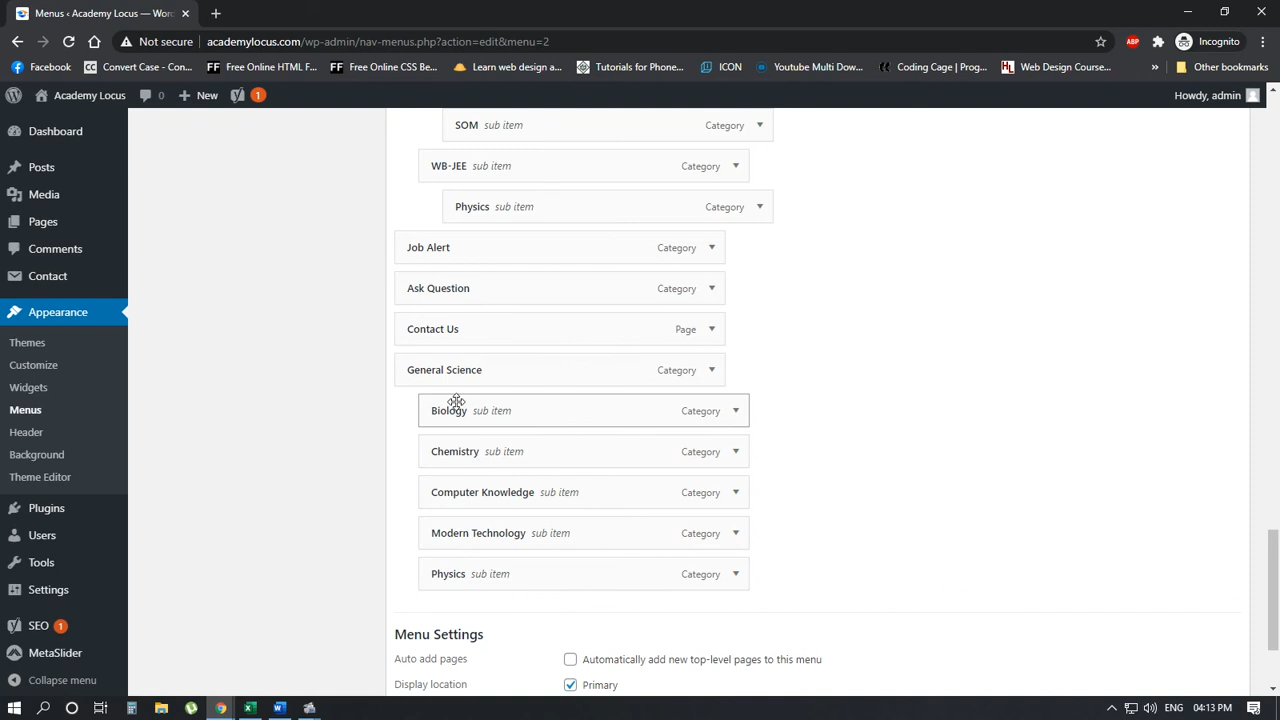 Menus ‹ Academy Locus — Wor
Not secure academylocus.com/wp-admin/nav-menus.php?action=edit&menu=2 ABP Incognito
Facebook CC Convert Case - Con... FF Free Online HTML F... FF Free Online CSS Be... Learn web design a... Tutorials for Phone... ICON Youtube Multi Dow... Coding Cage | Prog... HL Web Design Course... » Other bookmarks
Academy Locus 0 New 1 Howdy, admin
Dashboard
Posts
Media
Pages
Comments
Contact
Appearance
Themes
Customize
Widgets
Menus
Header
Background
Theme Editor
Plugins
Users
Tools
Settings
SEO 1
MetaSlider
Collapse menu
SOM sub item Category
WB-JEE sub item Category
Physics sub item Category
Job Alert Category
Ask Question Category
Contact Us Page
General Science Category
Biology sub item Category
Chemistry sub item Category
Computer Knowledge sub item Category
Modern Technology sub item Category
Physics sub item Category
Menu Settings
Auto add pages Automatically add new top-level pages to this menu
Display location Primary
ENG 04:13 PM